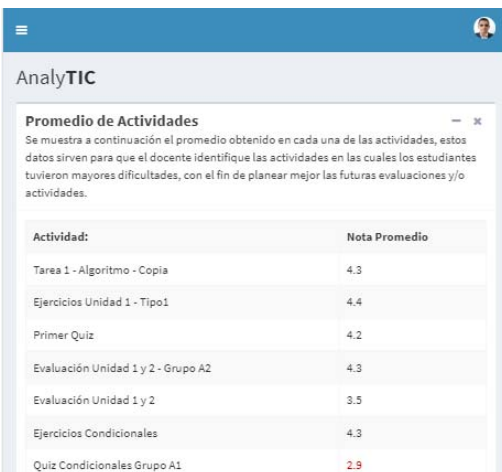 AnalyTIC
Promedio de Actividades
Se muestra a continuación el promedio obtenido en cada una de las actividades, estos
datos sirven para que el docente identifique las actividades en las cuales los estudiantes
tuvieron mayores dificultades, con el fin de planear mejor las futuras evaluaciones y/o
actividades.
Actividad: Nota Promedio
Tarea 1 - Algoritmo - Copia 4.3
Ejercicios Unidad 1 - Tipo1 4.4
Primer Quiz 4.2
Evaluación Unidad 1 y 2 - Grupo A2 4.3
Evaluación Unidad 1 y 2 3.5
Ejercicios Condicionales 4.3
Quiz Condicionales Grupo A1 2.9